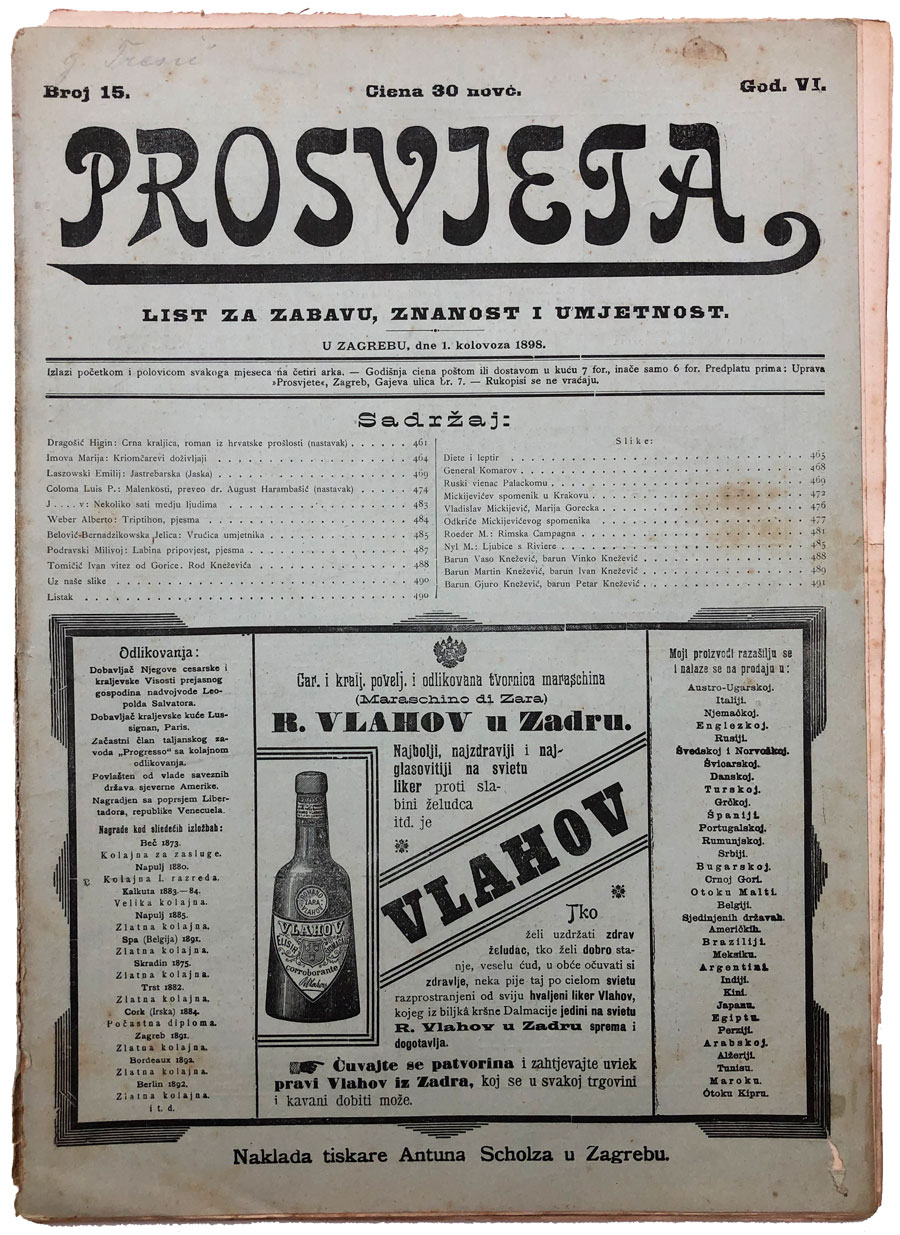 g. Tresić
Broj 15.
Ciena 30 novč.
God. VI.
PROSVJETA.
LIST ZA ZABAVU, ZNANOST I UMJETNOST.
U ZAGREBU, dne 1. kolovoza 1898.
Izlazi početkom i polovicom svakoga mjeseca na četiri arka. — Godišnja ciena poštom ili dostavom u kuću 7 for., inače samo 6 for. Predplatu prima: Uprava
»Prosvjete«, Zagreb, Gajeva ulica br. 7. — Rukopisi se ne vraćaju.
Sadržaj:
Dragošić Higin: Crna kraljica, roman iz hrvatske prošlosti (nastavak) . . . . . . 461
Imova Marija: Kriomčarevi doživljaji . . . . . . 464
Laszowski Emilij: Jastrebarska (Jaska) . . . . . . 469
Coloma Luis P.: Malenkosti, preveo dr. August Harambašić (nastavak) . . . . . 474
J . . . . v: Nekoliko sati medju ljudima . . . . . . 483
Weber Alberto: Triptihon, pjesma . . . . . . 484
Belović-Bernadzikowska Jelica: Vrućica umjetnika . . . . . . 485
Podravski Milivoj: Labina pripovjest, pjesma . . . . . . 487
Tomičić Ivan vitez od Gorice. Rod Kneževića . . . . . . 488
Uz naše slike . . . . . . 490
Listak . . . . . . 490
Slike:
Diete i leptir . . . . . . 465
General Komarov . . . . . . 468
Ruski vienac Palackomu . . . . . . 469
Mickijevićev spomenik u Krakovu . . . . . . 472
Vladislav Mickijević, Marija Gorecka . . . . . . 476
Odkriće Mickijevićevog spomenika . . . . . . 477
Roeder M.: Rimska Campagna . . . . . . 481
Nyl M.: Ljubice s Riviere . . . . . . 485
Barun Vaso Knežević, barun Vinko Knežević . . . . . . 488
Barun Martin Knežević, barun Ivan Knežević . . . . . . 489
Barun Gjuro Knežević, barun Petar Knežević . . . . . . 491
Odlikovanja:
Dobavljač Njegove cesarske i
kraljevske Visosti prejasnog
gospodina nadvojvode Leo-
polda Salvatora.
Dobavljač kraljevske kuće Lus-
signan, Paris.
Začastni član taljanskog za-
voda „Progresso“ sa kolajnom
odlikovanja.
Povlašten od vlade saveznih
država sjeverne Amerike.
Nagradjen sa poprsjem Liber-
tadora, republike Venecuela.
Nagrade kod sliedećih izložbah:
Beč 1873.
Kolajna za zasluge.
Napulj 1880.
Kolajna I. razreda.
Kalkuta 1883.—84.
Velika kolajna.
Napulj 1885.
Zlatna kolajna.
Spa (Belgija) 1891.
Zlatna kolajna.
Skradin 1875.
Zlatna kolajna.
Trst 1882.
Zlatna kolajna.
Cork (Irska) 1884.
Počastna diploma.
Zagreb 1891.
Zlatna kolajna.
Bordeaux 1892.
Zlatna kolajna.
Berlin 1892.
Zlatna kolajna.
i t. d.
Car. i kralj. povelj. i odlikovana tvornica maraschina
(Maraschino di Zara)
R. VLAHOV u Zadru.
Najbolji, najzdraviji i naj-
glasovitiji na svietu
liker proti sla-
bini želudca
itd. je
VLAHOV
ROMANO
ZARA
VLAHOV
VLAHOV
ELISIR
corroborante
Vlahov
Tko
želi uzdržati zdrav
želudac, tko želi dobro sta-
nje, veselu ćud, u obće očuvati si
zdravlje, neka pije taj po cielom svietu
razprostranjeni od sviju hvaljeni liker Vlahov,
kojeg iz biljkâ kršne Dalmacije jedini na svietu
R. Vlahov u Zadru sprema i
dogotavlja.
Čuvajte se patvorina i zahtjevajte uviek
pravi Vlahov iz Zadra, koj se u svakoj trgovini
i kavani dobiti može.
Moji proizvodi razašilju se
i nalaze se na prodaju u:
Austro-Ugarskoj.
Italiji.
Njemačkoj.
Englezkoj.
Rusiji.
Švedskoj i Norvežkoj.
Švicarskoj.
Danskoj.
Turskoj.
Grčkoj.
Španiji.
Portugalskoj.
Rumunjskoj.
Srbiji.
Bugarskoj.
Crnoj Gori.
Otoku Malti.
Belgiji.
Sjedinjenih državah.
Američkih.
Braziliji.
Meksiku.
Argentini.
Indiji.
Kini.
Japanu.
Egiptu.
Perziji.
Arabskoj.
Alžeriji.
Tunisu.
Maroku.
Otoku Kipru.
Naklada tiskare Antuna Scholza u Zagrebu.